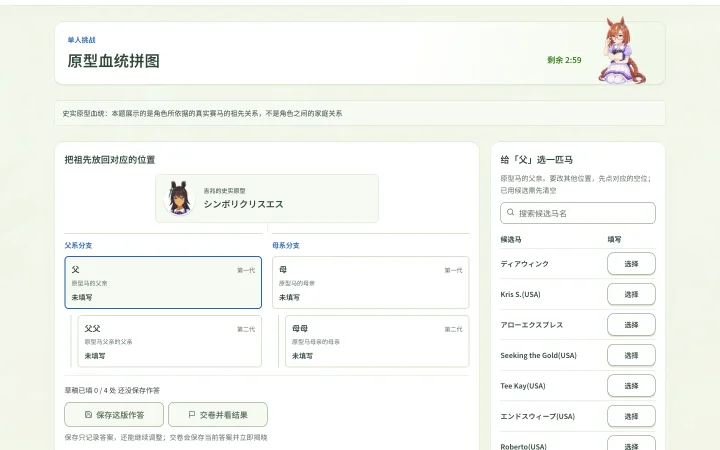 单人挑战
原型血统拼图
剩余 2:59
史实原型血统：本题展示的是角色所依据的真实赛马的祖先关系，不是角色之间的家庭关系
把祖先放回对应的位置
吉兆的史实原型
シンボリクリスエス
父系分支
母系分支
父
第一代
原型马的父亲
未填写
母
第一代
原型马的母亲
未填写
父父
第二代
原型马父亲的父亲
未填写
母母
第二代
原型马母亲的母亲
未填写
草稿已填 0 / 4 处 还没保存作答
保存这版作答
交卷并看结果
保存只记录答案，还能继续调整；交卷会保存当前答案并立即揭晓
给「父」选一匹马
原型马的父亲。要改其他位置，先点对应的空位；
已用候选需先清空
搜索候选马名
候选马
填写
ディアウィンク
选择
Kris S.(USA)
选择
アローエクスプレス
选择
Seeking the Gold(USA)
选择
Tee Kay(USA)
选择
エンドスウィープ(USA)
选择
Roberto(USA)
选择